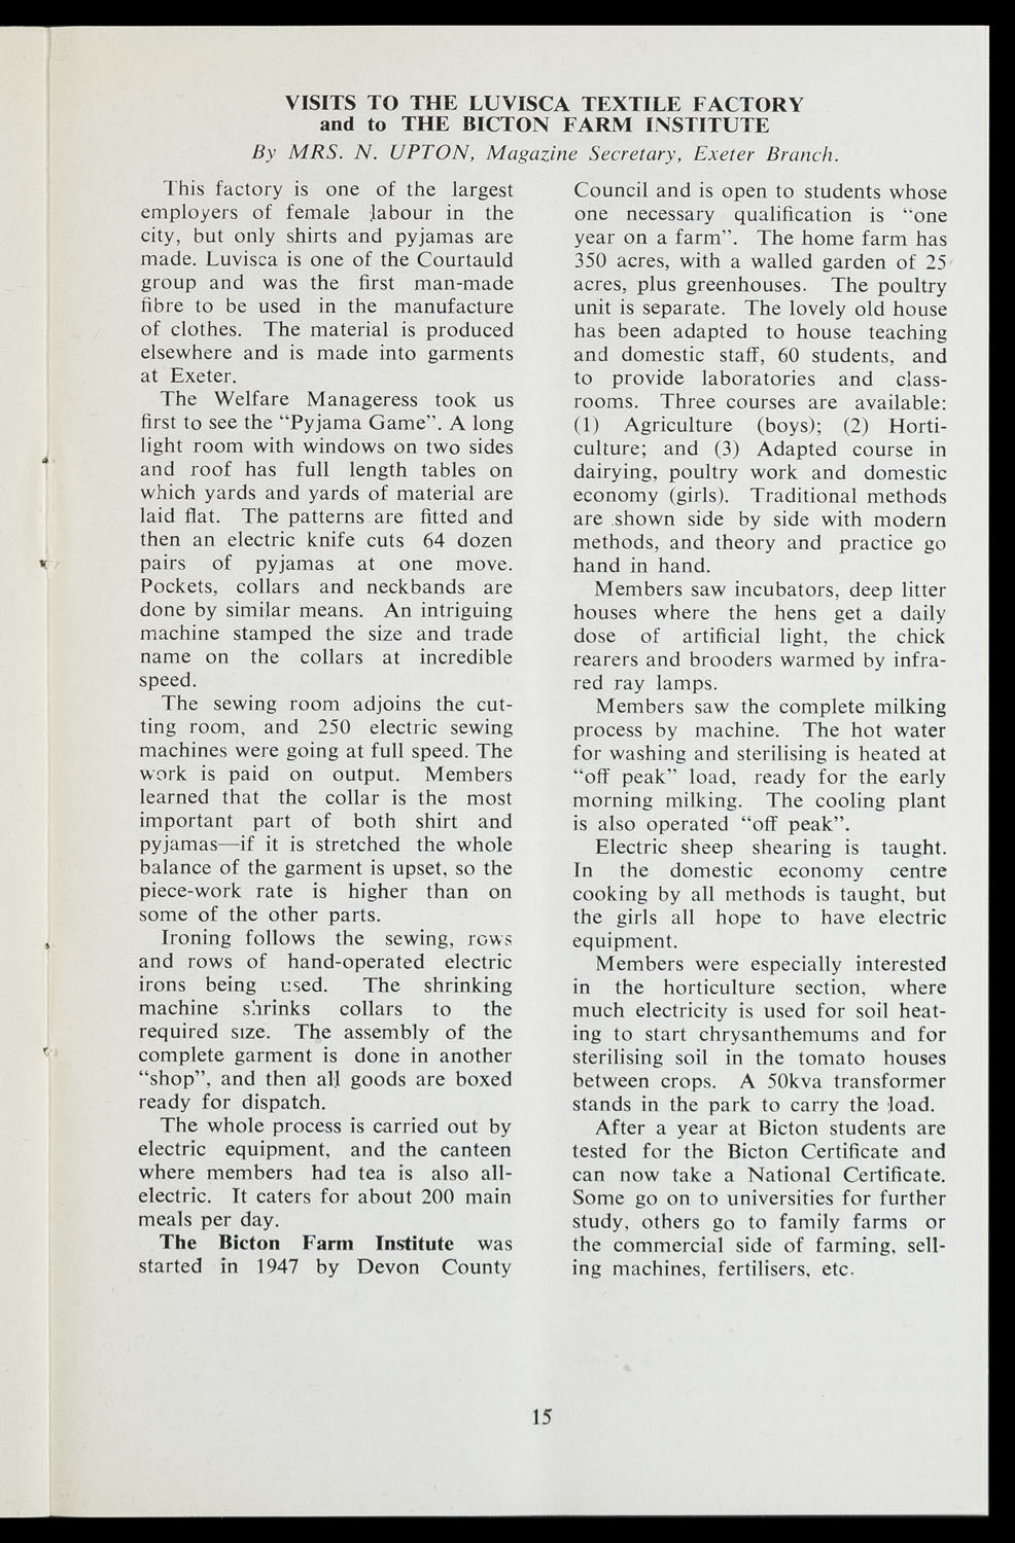 VISITS TO THE LUVISCA TEXTILE FACTORY
and to THE BICTON FARM INSTITUTE
By MRS. N. UPTON, Magazine Secretary, Exeter Branch.
This factory is one of the largest
employers of female labour in the
city, but only shirts and pyjamas are
made. Luvisca is one of the Courtauld
group and was the first man-made
fibre to be used in the manufacture
of clothes. The material is produced
elsewhere and is made into garments
at Exeter.
The Welfare Manageress took us
first to see the "Pyjama Game". A long
light room with windows on two sides
and roof has full length tables on
which yards and yards of material are
laid flat. The patterns are fitted and
then an electric knife cuts 64 dozen
pairs of pyjamas at one move.
Pockets, collars and neckbands are
done by similar means. An intriguing
machine stamped the size and trade
name on the collars at incredible
speed.
The sewing room adjoins the cut-
ting room, and 250 electric sewing
machines were going at full speed. The
work is paid on output. Members
learned that the collar is the most
important part of both shirt and
pyjamas—if it is stretched the whole
balance of the garment is upset, so the
piece-work rate is higher than on
some of the other parts.
Ironing follows the sewing, rows
and rows of hand-operated electric
irons being used. The shrinking
machine shrinks collars to the
required size. The assembly of the
complete garment is done in another
"shop", and then all goods are boxed
ready for dispatch.
The whole process is carried out by
electric equipment, and the canteen
where members had tea is also all-
electric. It caters for about 200 main
meals per day.
The Bicton Farm Institute was
started in 1947 by Devon County
Council and is open to students whose
one necessary qualification is "one
year on a farm". The home farm has
350 acres, with a walled garden of 25
acres, plus greenhouses. The poultry
unit is separate. The lovely old house
has been adapted to house teaching
and domestic staff, 60 students, and
to provide laboratories and class-
rooms. Three courses are available:
(1) Agriculture (boys); (2) Horti-
culture; and (3) Adapted course in
dairying, poultry work and domestic
economy (girls). Traditional methods
are shown side by side with modern
methods, and theory and practice go
hand in hand.
Members saw incubators, deep litter
houses where the hens get a daily
dose of artificial light, the chick
rearers and brooders warmed by infra-
red ray lamps.
Members saw the complete milking
process by machine. The hot water
for washing and sterilising is heated at
"off peak" load, ready for the early
morning milking. The cooling plant
is also operated "off peak".
Electric sheep shearing is taught.
In the domestic economy centre
cooking by all methods is taught, but
the girls all hope to have electric
equipment.
Members were especially interested
in the horticulture section, where
much electricity is used for soil heat-
ing to start chrysanthemums and for
sterilising soil in the tomato houses
between crops. A 50kva transformer
stands in the park to carry the load.
After a year at Bicton students are
tested for the Bicton Certificate and
can now take a National Certificate.
Some go on to universities for further
study, others go to family farms or
the commercial side of farming, sell-
ing machines, fertilisers, etc.
15